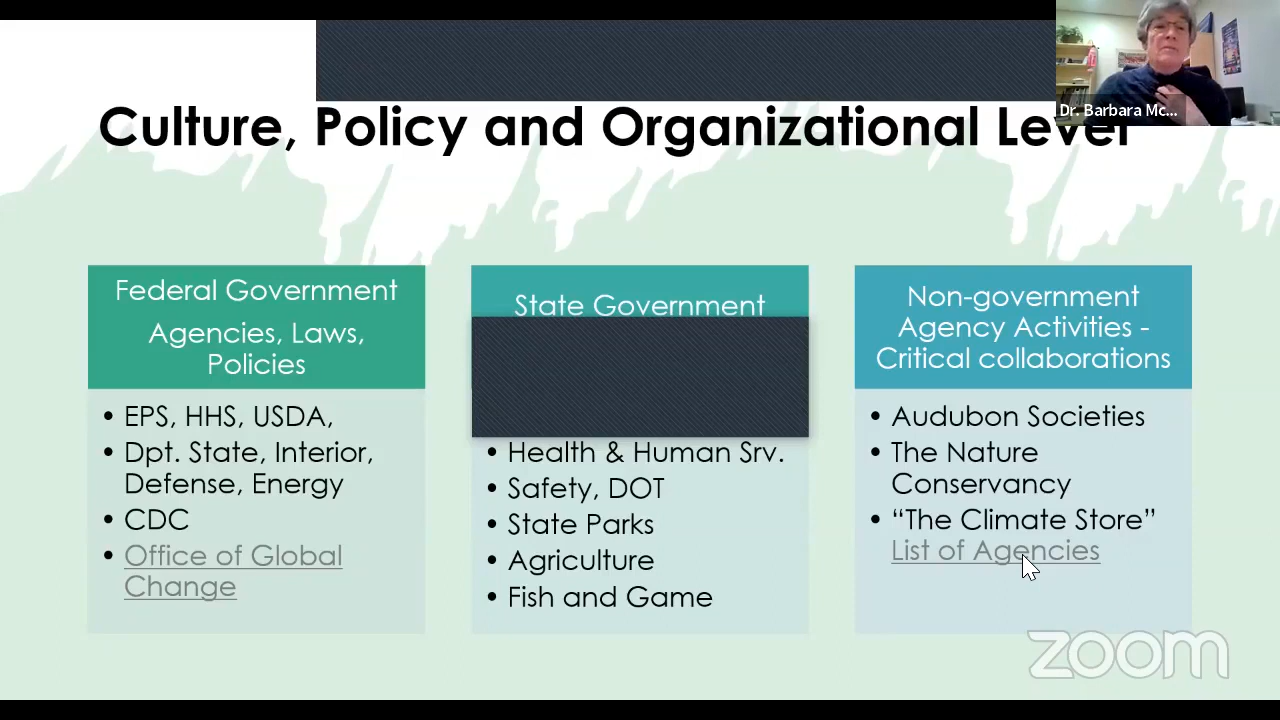 Dr. Barbara Mc...
Culture, Policy and Organizational Level
Federal Government
Agencies, Laws,
Policies
• EPS, HHS, USDA,
• Dpt. State, Interior,
Defense, Energy
• CDC
• Office of Global
Change
State Government
• Health & Human Srv.
• Safety, DOT
• State Parks
• Agriculture
• Fish and Game
Non-government
Agency Activities -
Critical collaborations
• Audubon Societies
• The Nature
Conservancy
• “The Climate Store”
List of Agencies
zoom